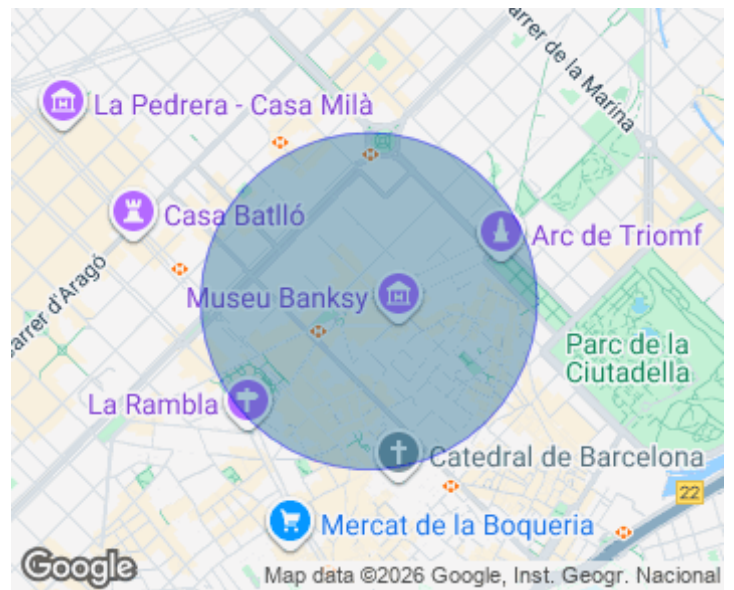 Carrer de la Marina
La Pedrera - Casa Milà
Casa Batlló
Arc de Triomf
Carrer d'Aragó
Museu Banksy
Parc de la
Ciutadella
La Rambla
Catedral de Barcelona
22
Mercat de la Boqueria
Google
Map data ©2026 Google, Inst. Geogr. Nacional